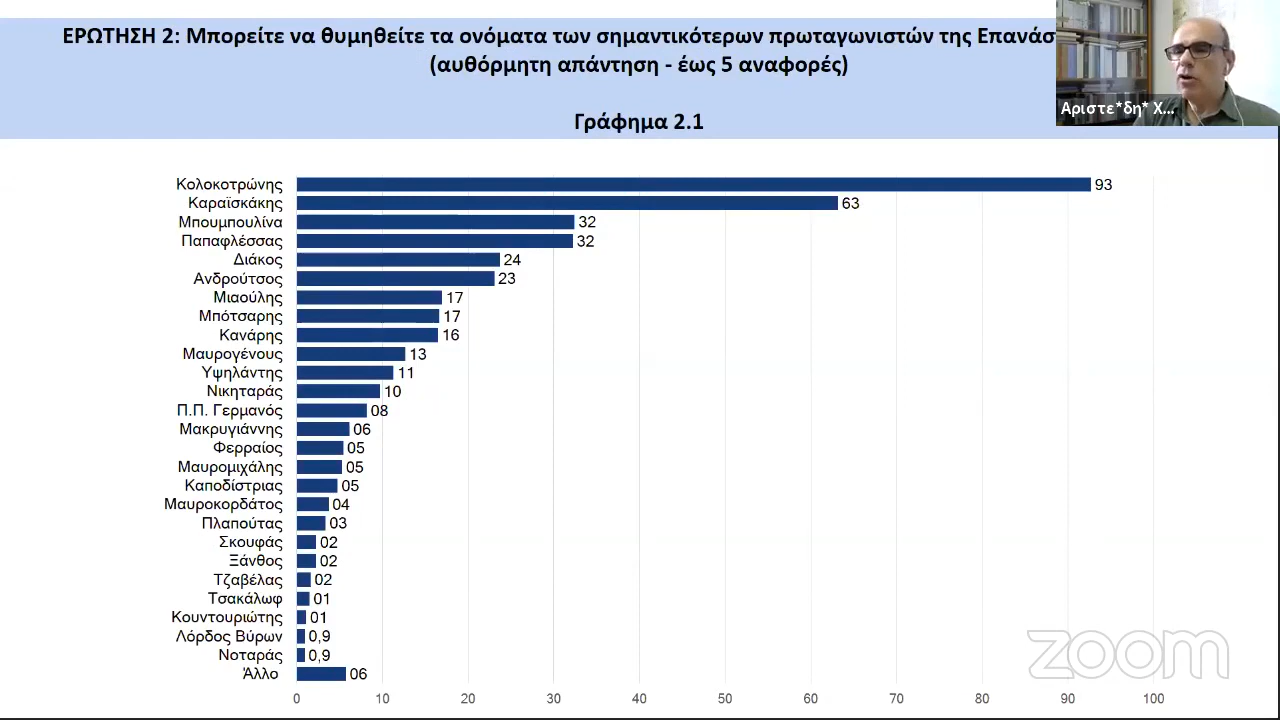 ΕΡΩΤΗΣΗ 2: Μπορείτε να θυμηθείτε τα ονόματα των σημαντικότερων πρωταγωνιστών της
(αυθόρμητη απάντηση - έως 5 αναφορές)
Γράφημα 2.1
Αριστε*δη* Χ...
Κολοκοτρώνης 93
Καραϊσκάκης 63
Μπουμπουλίνα 32
Παπαφλέσσας 32
Διάκος 24
Ανδρούτσος 23
Μιαούλης 17
Μπότσαρης 17
Κανάρης 16
Μαυρογένους 13
Υψηλάντης 11
Νικηταράς 10
Π.Π. Γερμανός 08
Μακρυγιάννης 06
Φερραίος 05
Μαυρομιχάλης 05
Καποδίστριας 05
Μαυροκορδάτος 04
Πλαπούτας 03
Σκουφάς 02
Ξάνθος 02
Τζαβέλας 02
Τσακάλωφ 01
Κουντουριώτης 01
Λόρδος Βύρων 0,9
Νοταράς 0,9
Άλλο 06
0 10 20 30 40 50 60 70 80 90 100
zoom